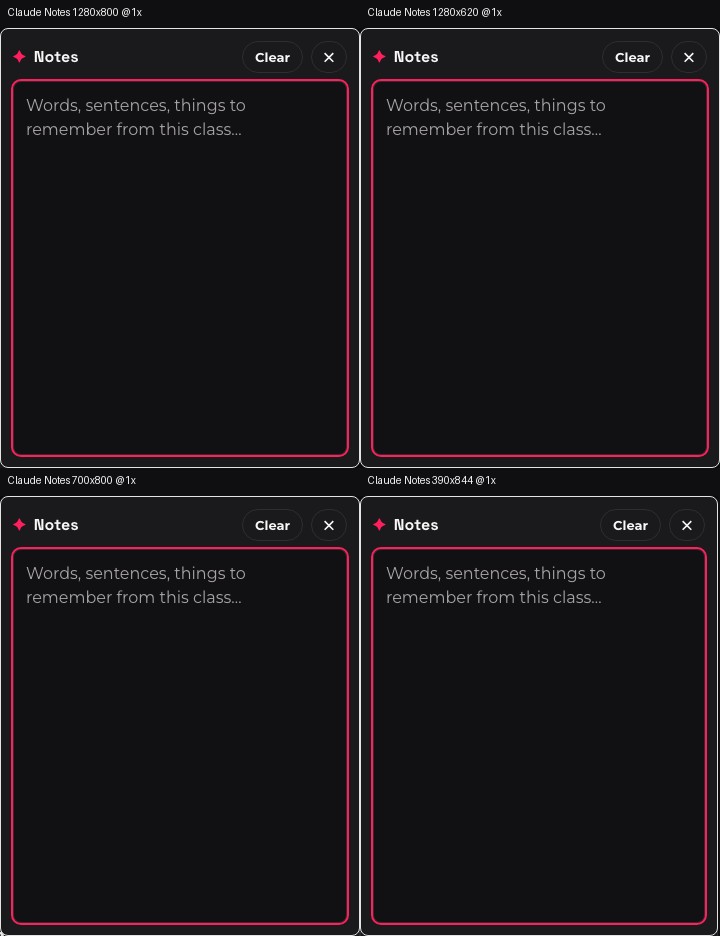 Claude Notes 1280x800 @1x
Notes
Clear
Words, sentences, things to
remember from this class...
Claude Notes 1280x620 @1x
Notes
Clear
Words, sentences, things to
remember from this class...
Claude Notes 700x800 @1x
Notes
Clear
Words, sentences, things to
remember from this class...
Claude Notes 390x844 @1x
Notes
Clear
Words, sentences, things to
remember from this class...